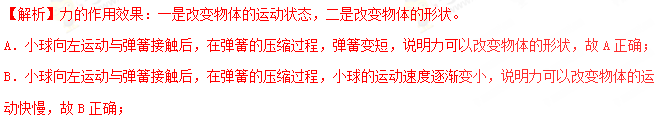 【解析】力的作用效果：一是改变物体的运动状态，二是改变物体的形状。
A．小球向左运动与弹簧接触后，在弹簧的压缩过程，弹簧变短，说明力可以改变物体的形状，故 A 正确；
B．小球向左运动与弹簧接触后，在弹簧的压缩过程，小球的运动速度逐渐变小，说明力可以改变物体的运
动快慢，故 B 正确；